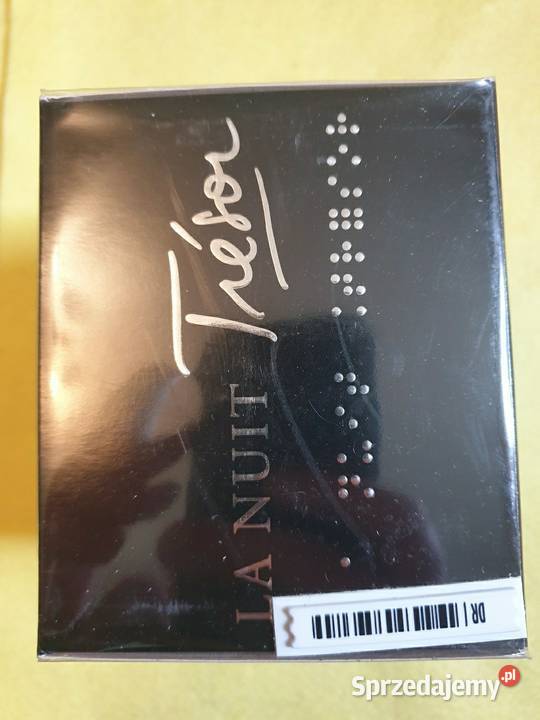 LA NUIT
Trésor
DR
Sprzedajemy.pl